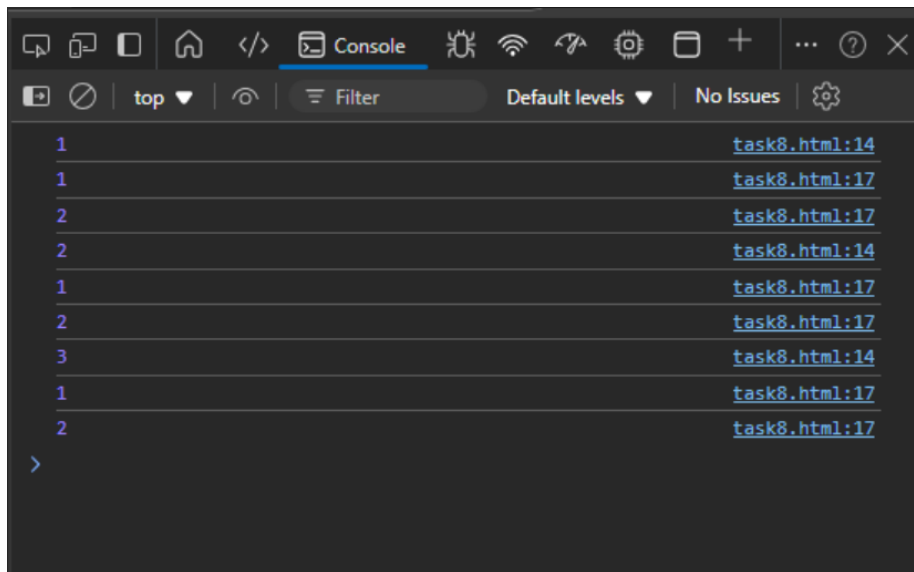 Console
top Filter Default levels No Issues
1 task8.html:14
1 task8.html:17
2 task8.html:17
2 task8.html:14
1 task8.html:17
2 task8.html:17
3 task8.html:14
1 task8.html:17
2 task8.html:17